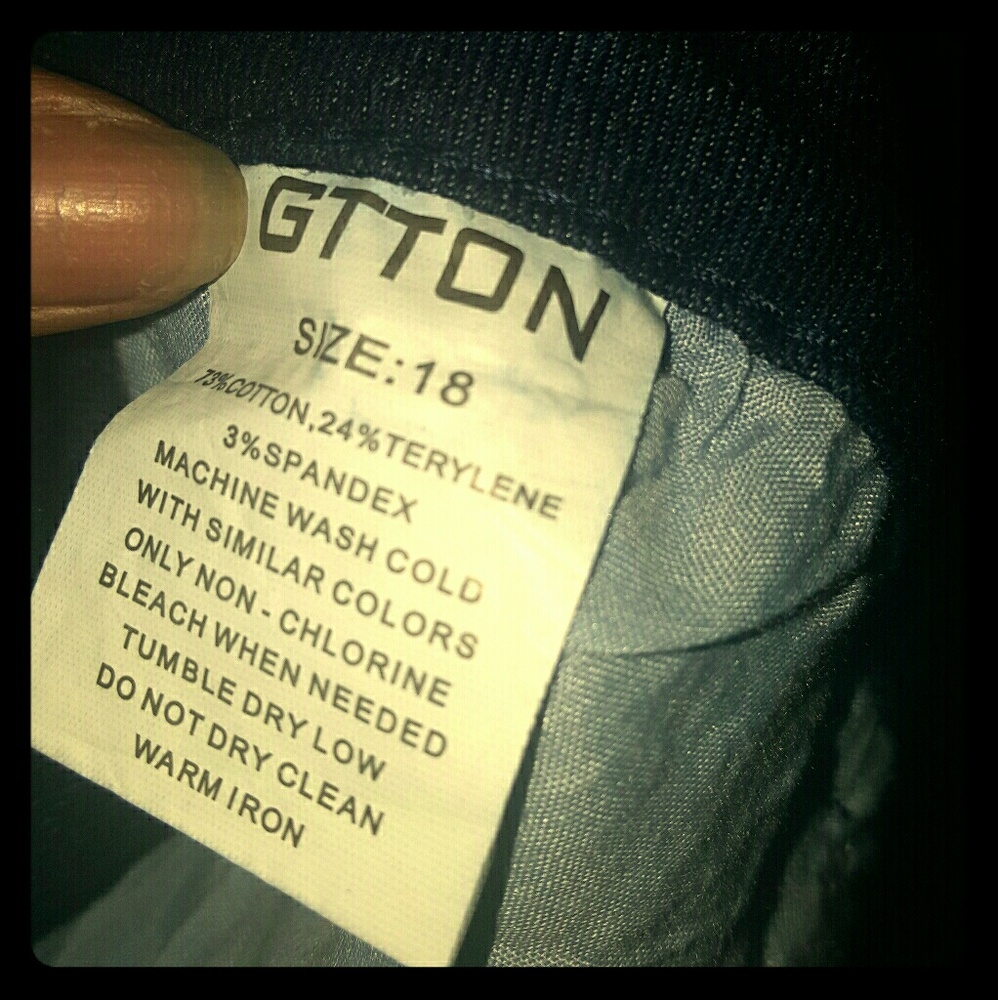 GTTON
SIZE:18
73%COTTON,24%TERYLENE
3%SPANDEX
MACHINE WASH COLD
WITH SIMILAR COLORS
ONLY NON - CHLORINE
BLEACH WHEN NEEDED
TUMBLE DRY LOW
DO NOT DRY CLEAN
WARM IRON